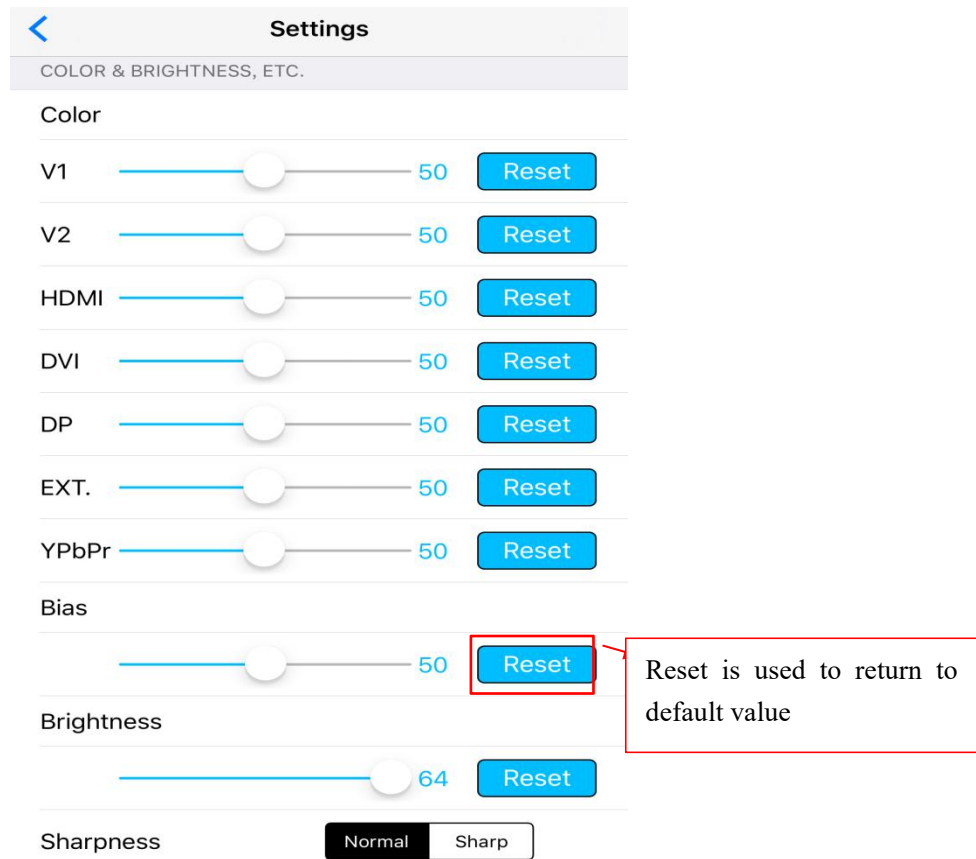 Settings
COLOR & BRIGHTNESS, ETC.
Color
V1 50 Reset
V2 50 Reset
HDMI 50 Reset
DVI 50 Reset
DP 50 Reset
EXT. 50 Reset
YPbPr 50 Reset
Bias
50 Reset
Reset is used to return to
default value
Brightness
64 Reset
Sharpness Normal Sharp